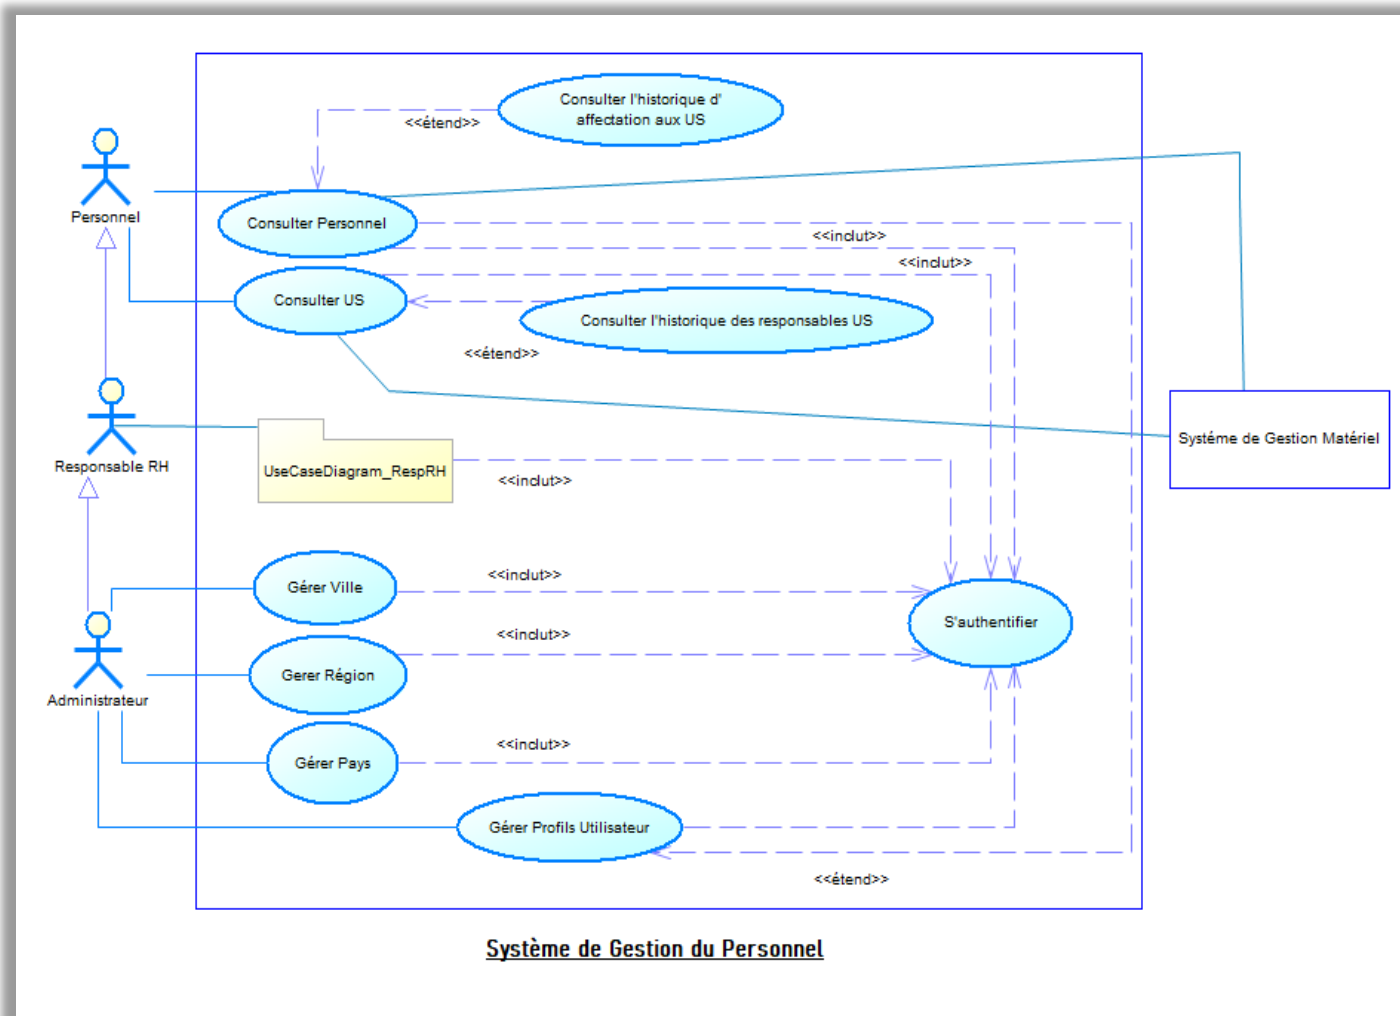 Consulter l'historique d'
affectation aux US
<<étend>>
Personnel
Consulter Personnel
<<inclut>>
<<inclut>>
Consulter US
Consulter l'historique des responsables US
<<étend>>
Systéme de Gestion Matériel
Responsable RH
UseCaseDiagram_RespRH
<<inclut>>
<<inclut>>
Gérer Ville
S'authentifier
<<inclut>>
Gerer Région
Administrateur
<<inclut>>
Gérer Pays
Gérer Profils Utilisateur
<<étend>>
Système de Gestion du Personnel